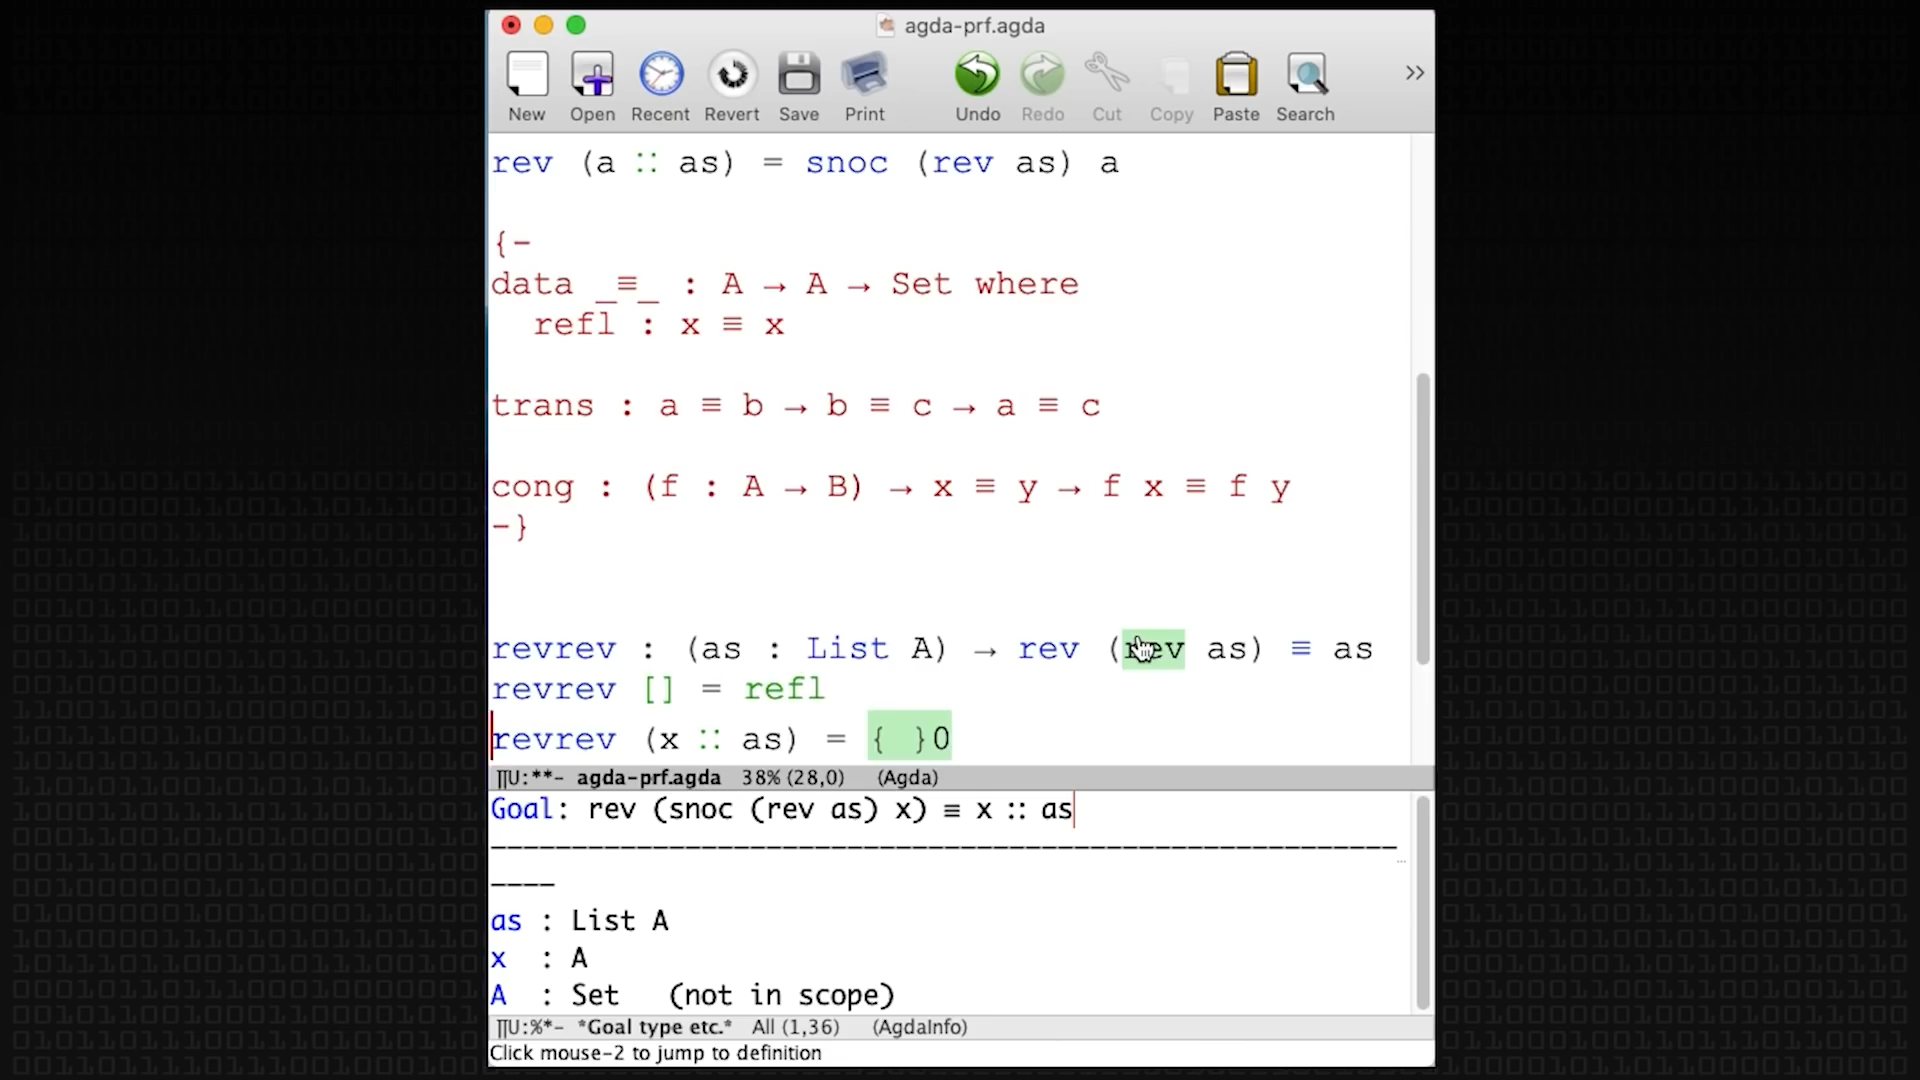 agda-prf.agda
New Open Recent Revert Save Print Undo Redo Cut Copy Paste Search
rev (a :: as) = snoc (rev as) a
{-
data _≡_ : A → A → Set where
refl : x ≡ x
trans : a ≡ b → b ≡ c → a ≡ c
cong : (f : A → B) → x ≡ y → f x ≡ f y
-}
revrev : (as : List A) → rev (rev as) ≡ as
revrev [] = refl
revrev (x :: as) = { }0
∏U:**- agda-prf.agda 38% (28,0) (Agda)
Goal: rev (snoc (rev as) x) ≡ x :: as
————————————————————————————————————————————————————————
————
as : List A
x : A
A : Set (not in scope)
∏U:%*- *Goal type etc.* All (1,36) (AgdaInfo)
Click mouse-2 to jump to definition